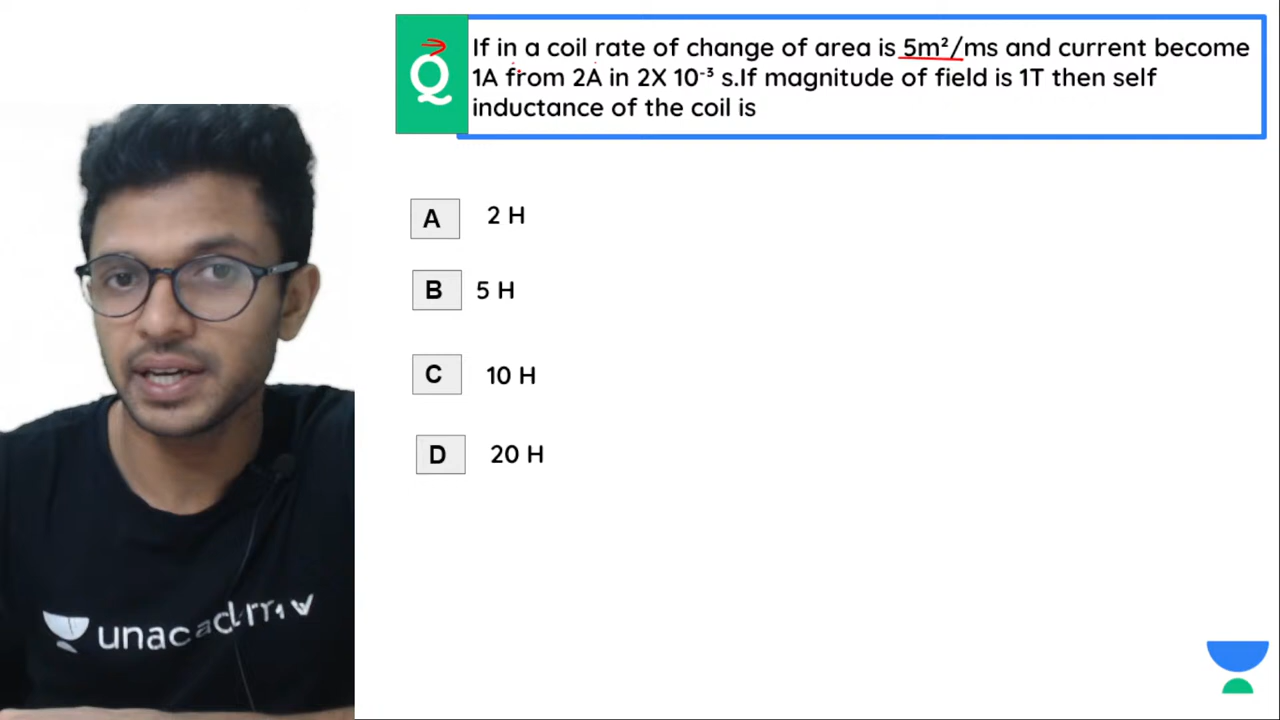 Q
If in a coil rate of change of area is 5m²/ms and current become
1A from 2A in 2X 10⁻³ s.If magnitude of field is 1T then self
inductance of the coil is
A 2 H
B 5 H
C 10 H
D 20 H
unacademy